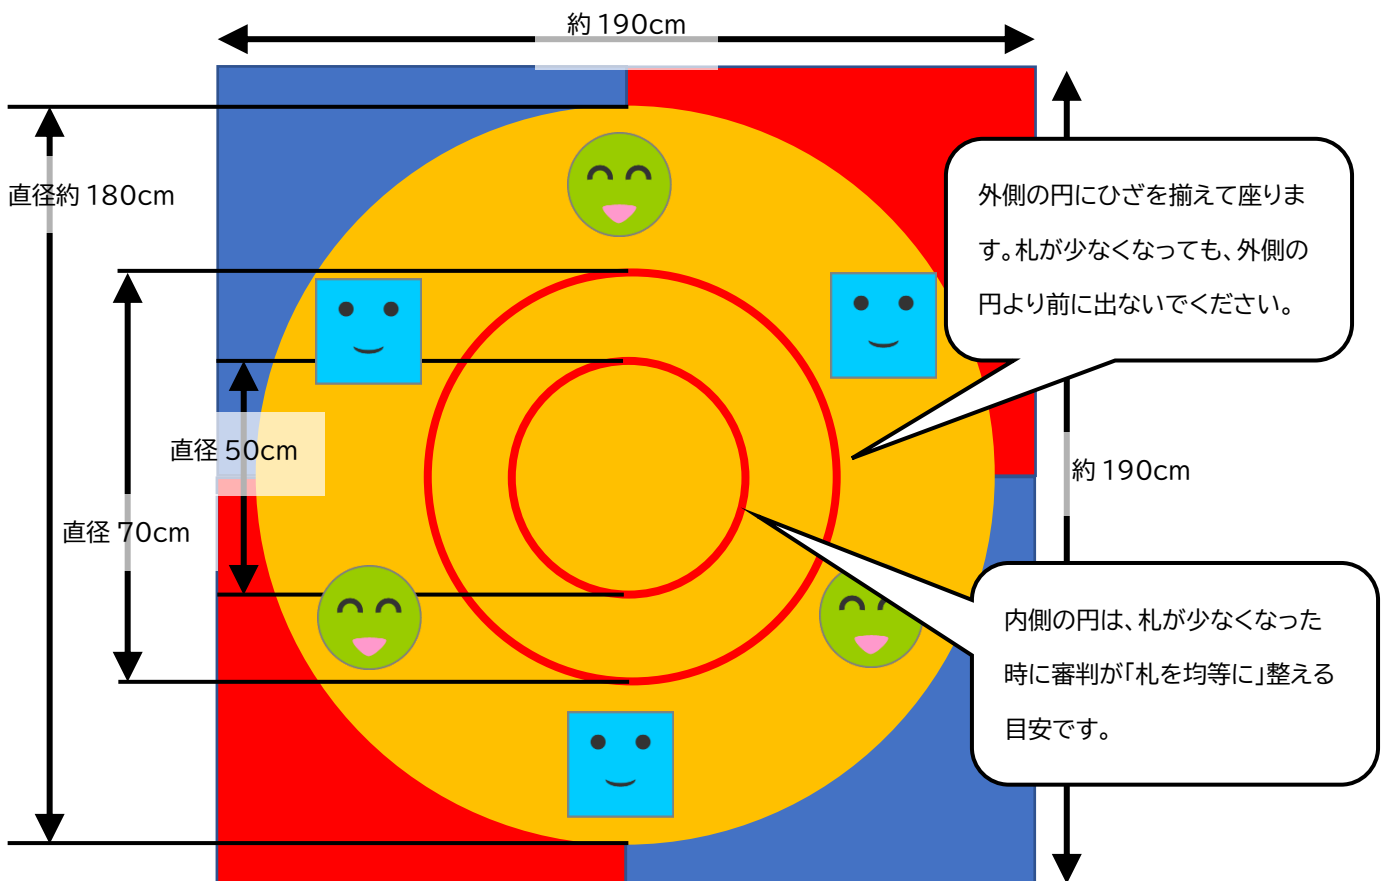 約 190cm
直径約 180cm
外側の円にひざを揃えて座りま
す。札が少なくなっても、外側の
円より前に出ないでください。
直径 50cm
約 190cm
直径 70cm
内側の円は、札が少なくなった
時に審判が「札を均等に」整える
目安です。